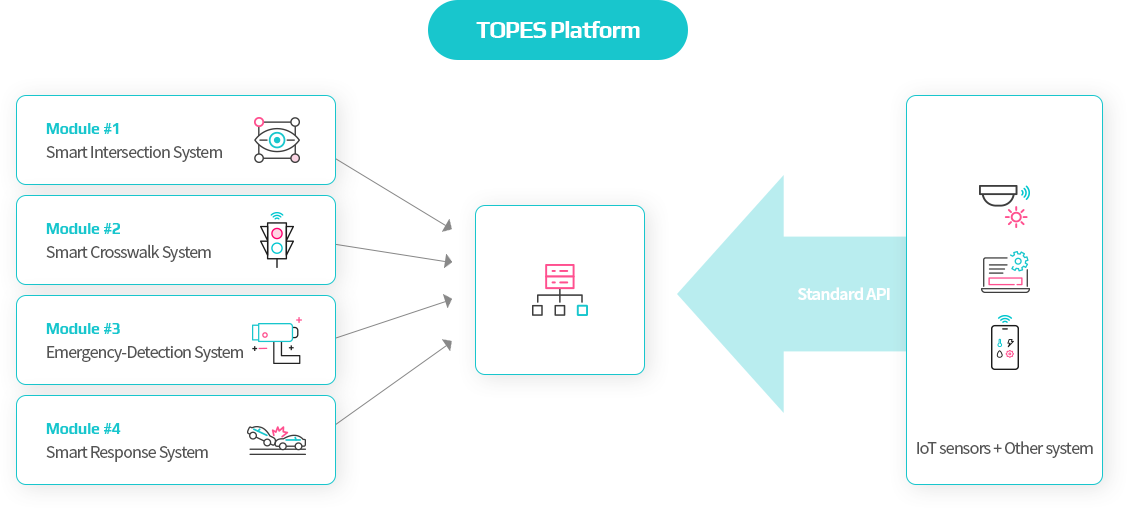 TOPES Platform
Module #1
Smart Intersection System
Module #2
Smart Crosswalk System
Module #3
Emergency-Detection System
Module #4
Smart Response System
Standard API
IoT sensors + Other system